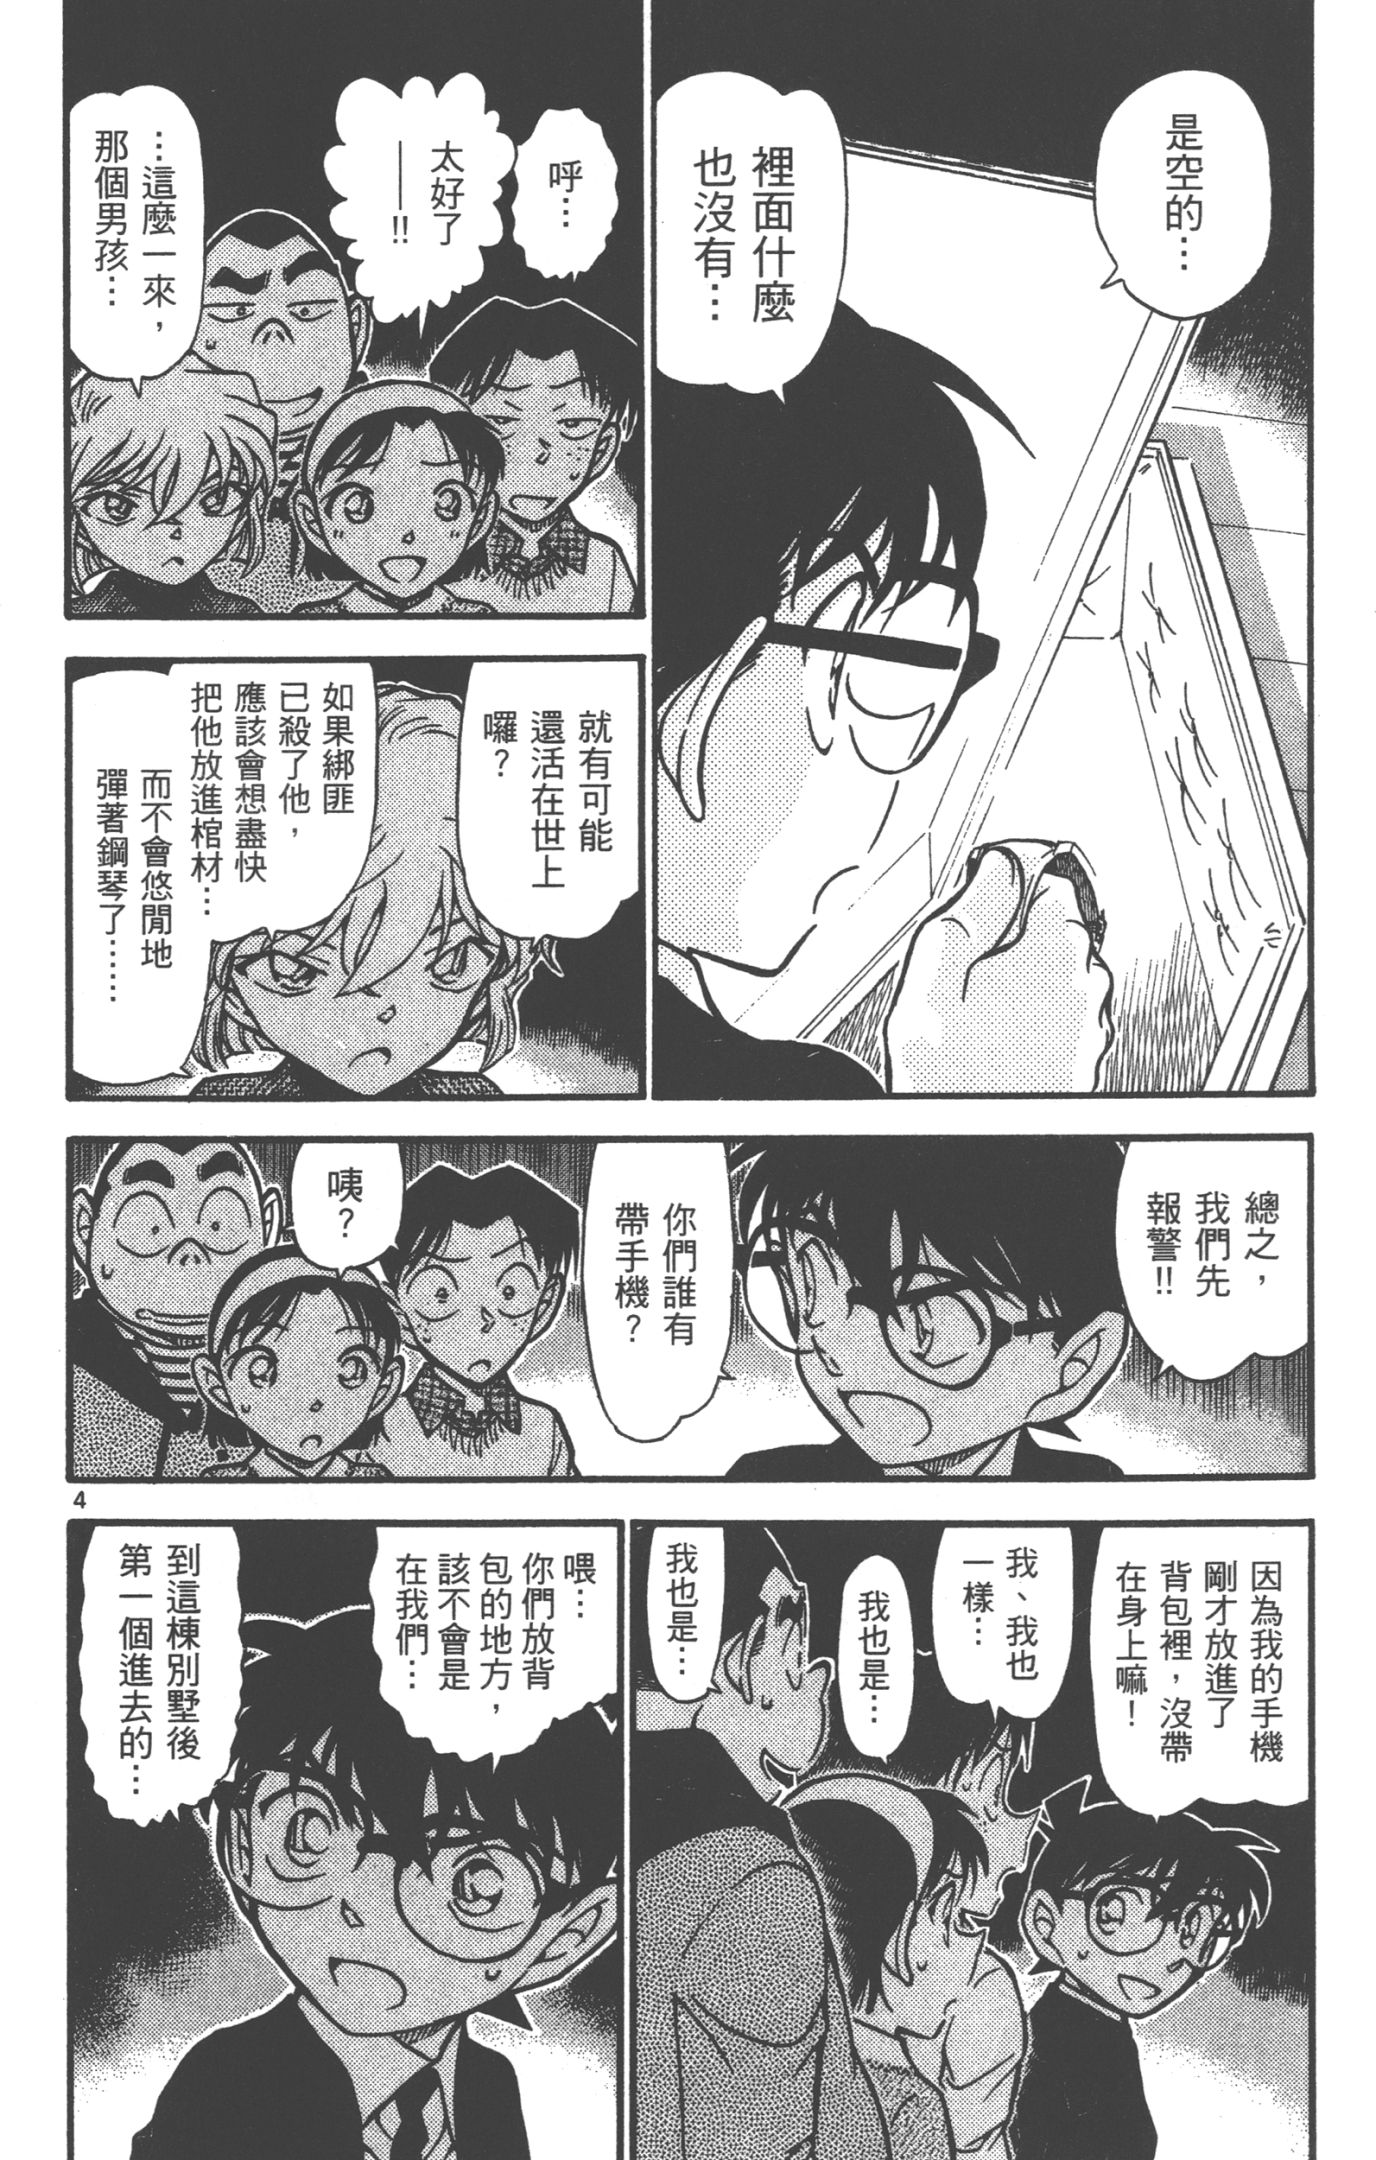 是空的…
裡面什麼
也沒有…
呼…
太好了
——!!
…這麼一來，
那個男孩…
就有可能
還活在世上
囉？
如果綁匪
已殺了他，
應該會想盡快
把他放進棺材…
而不會悠閒地
彈著鋼琴了……
總之，
我們先
報警!!
你們誰有
帶手機？
咦？
因為我的手機
剛才放進了
背包裡，沒帶
在身上嘛！
我、我也
一樣…
我也是…
我也是…
喂…
你們放背
包的地方，
該不會是
在我們…
到這棟別墅後
第一個進去的…
4